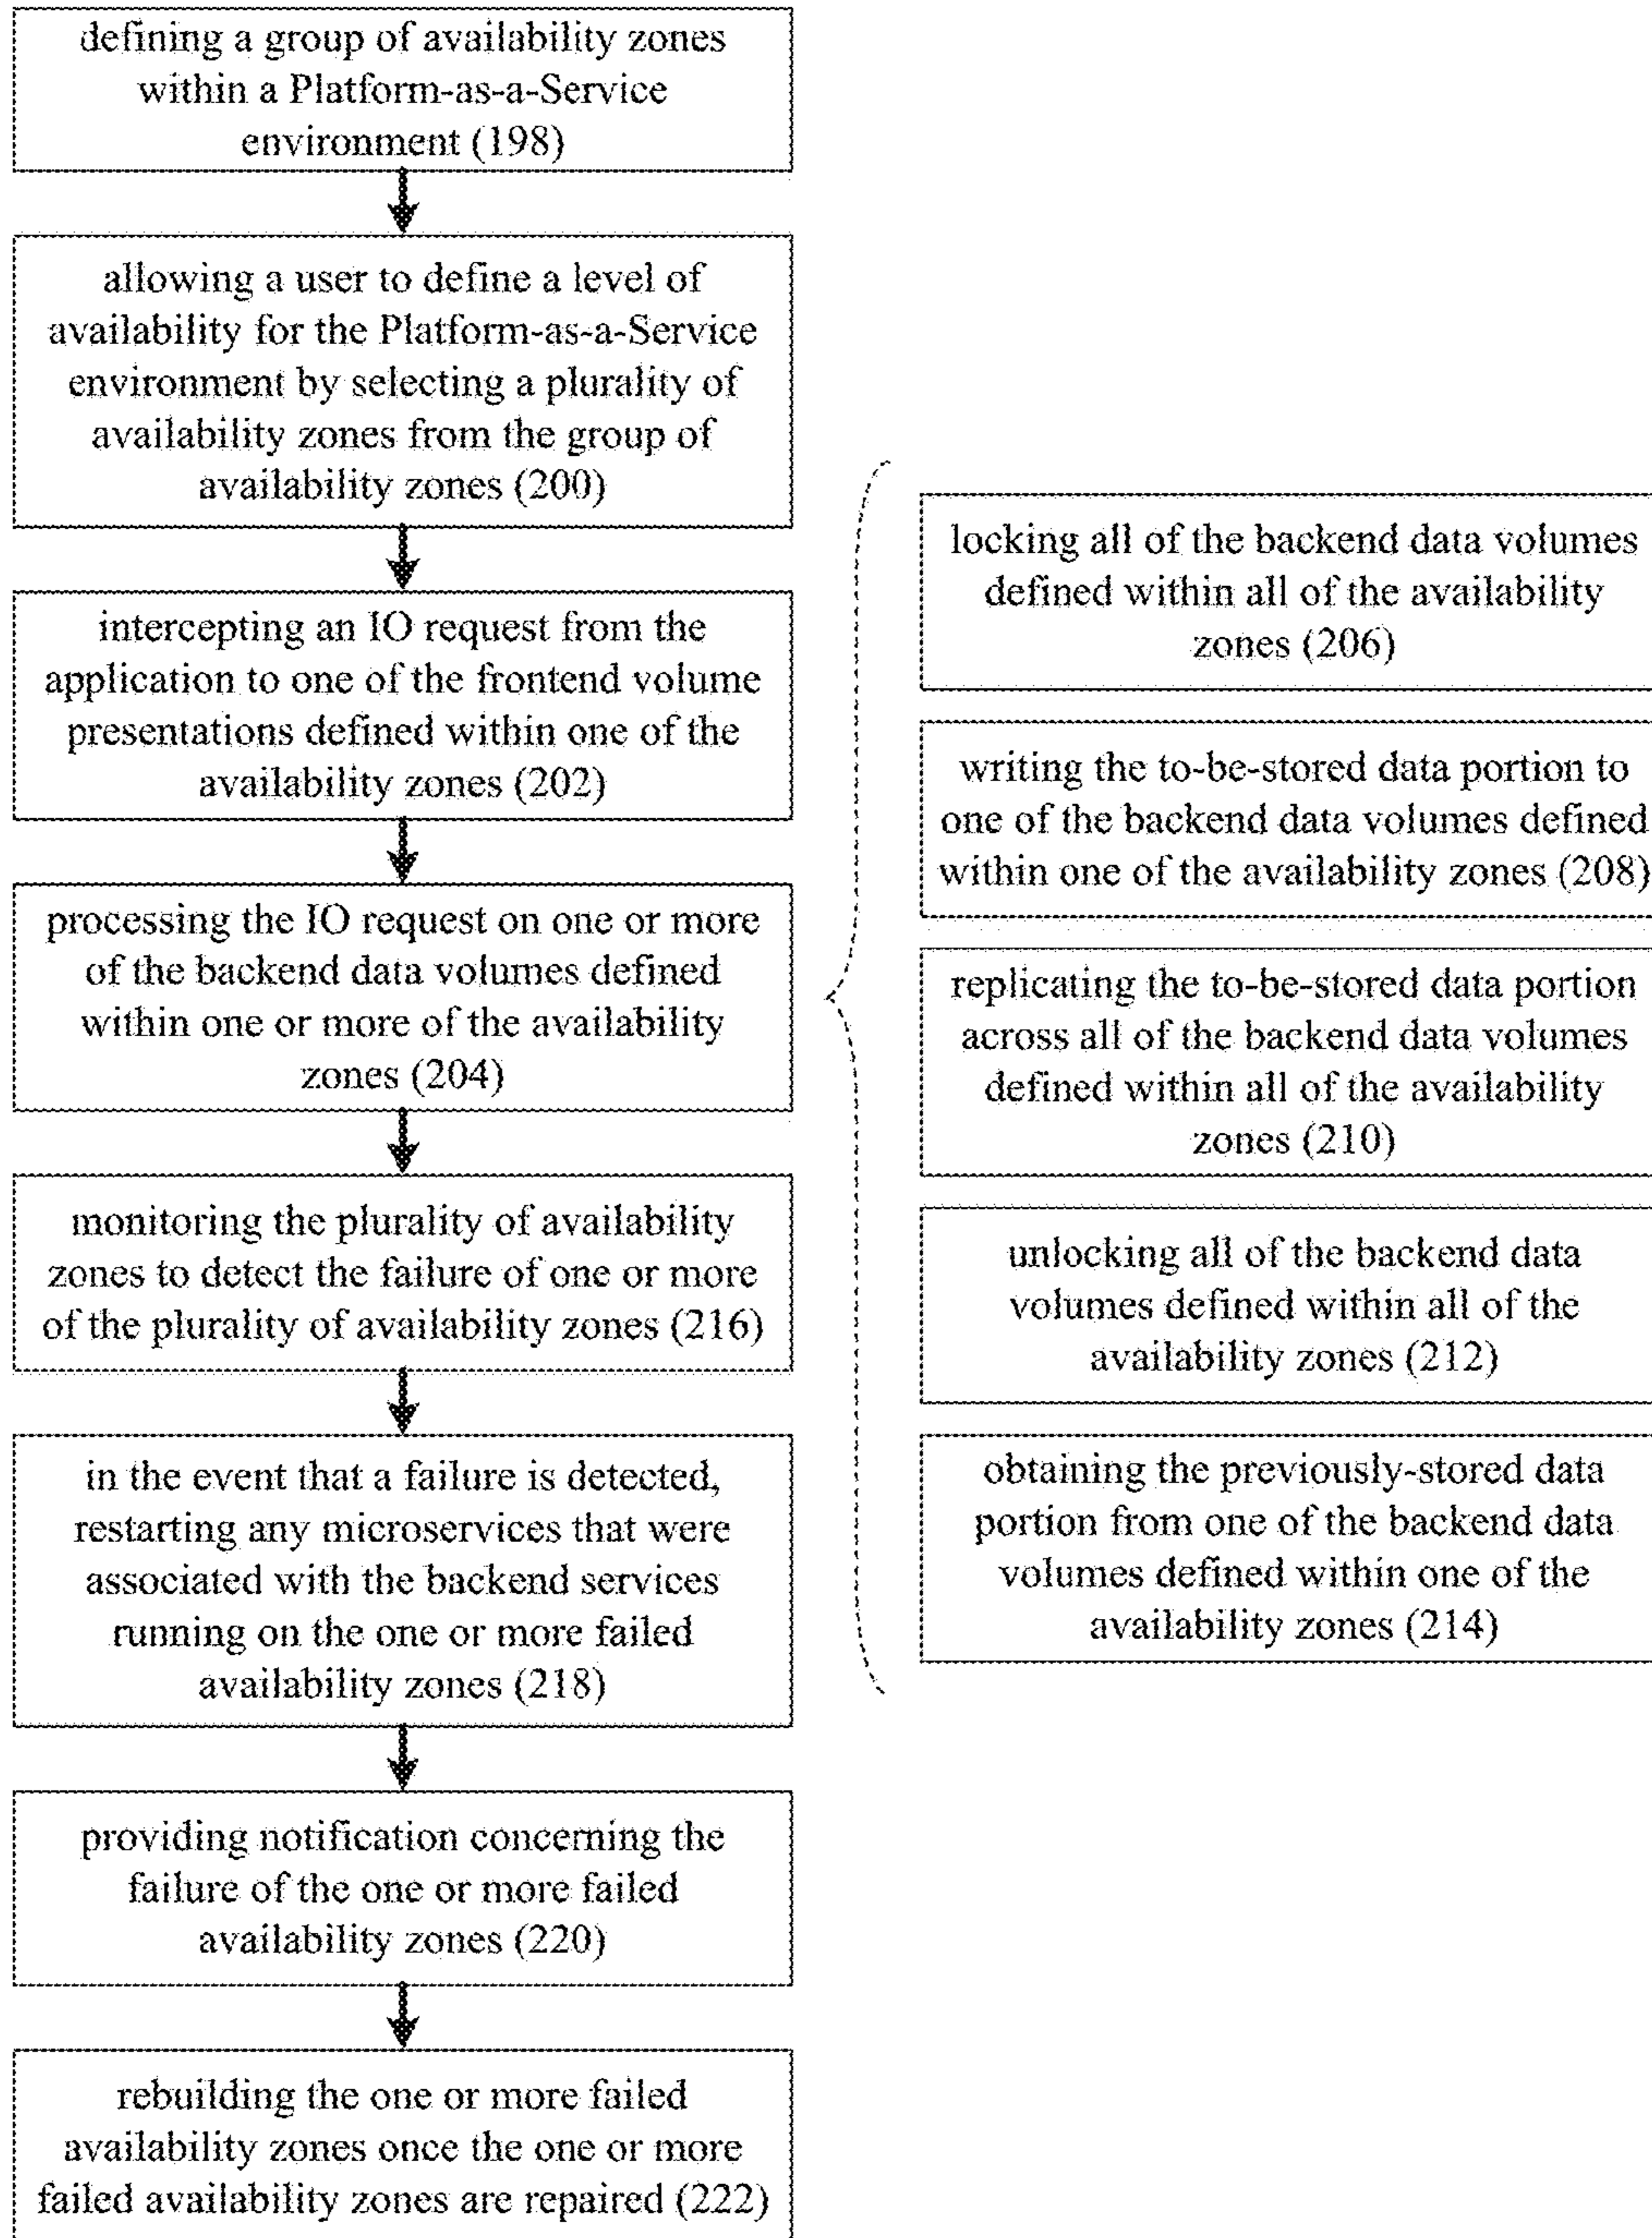 defining a group of availability zones
within a Platform-as-a-Service
environment (198)
allowing a user to define a level of
availability for the Platform-as-a-Service
environment by selecting a plurality of
availability zones from the group of
availability zones (200)
intercepting an IO request from the
application to one of the frontend volume
presentations defined within one of the
availability zones (202)
processing the IO request on one or more
of the backend data volumes defined
within one or more of the availability
zones (204)
monitoring the plurality of availability
zones to detect the failure of one or more
of the plurality of availability zones (216)
in the event that a failure is detected,
restarting any microservices that were
associated with the backend services
running on the one or more failed
availability zones (218)
providing notification concerning the
failure of the one or more failed
availability zones (220)
rebuilding the one or more failed
availability zones once the one or more
failed availability zones are repaired (222)
locking all of the backend data volumes
defined within all of the availability
zones (206)
writing the to-be-stored data portion to
one of the backend data volumes defined
within one of the availability zones (208)
replicating the to-be-stored data portion
across all of the backend data volumes
defined within all of the availability
zones (210)
unlocking all of the backend data
volumes defined within all of the
availability zones (212)
obtaining the previously-stored data
portion from one of the backend data
volumes defined within one of the
availability zones (214)